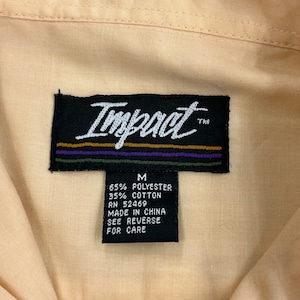 Impact™
M
65% POLYESTER
35% COTTON
RN 52469
MADE IN CHINA
SEE REVERSE
FOR CARE